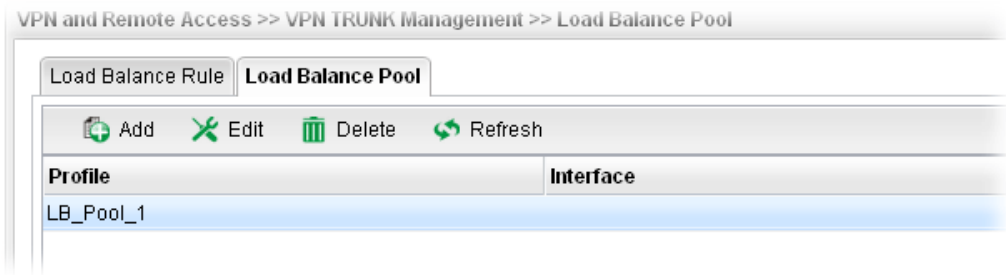 VPN and Remote Access >> VPN TRUNK Management >> Load Balance Pool
Load Balance Rule Load Balance Pool
Add Edit Delete Refresh
Profile Interface
LB_Pool_1